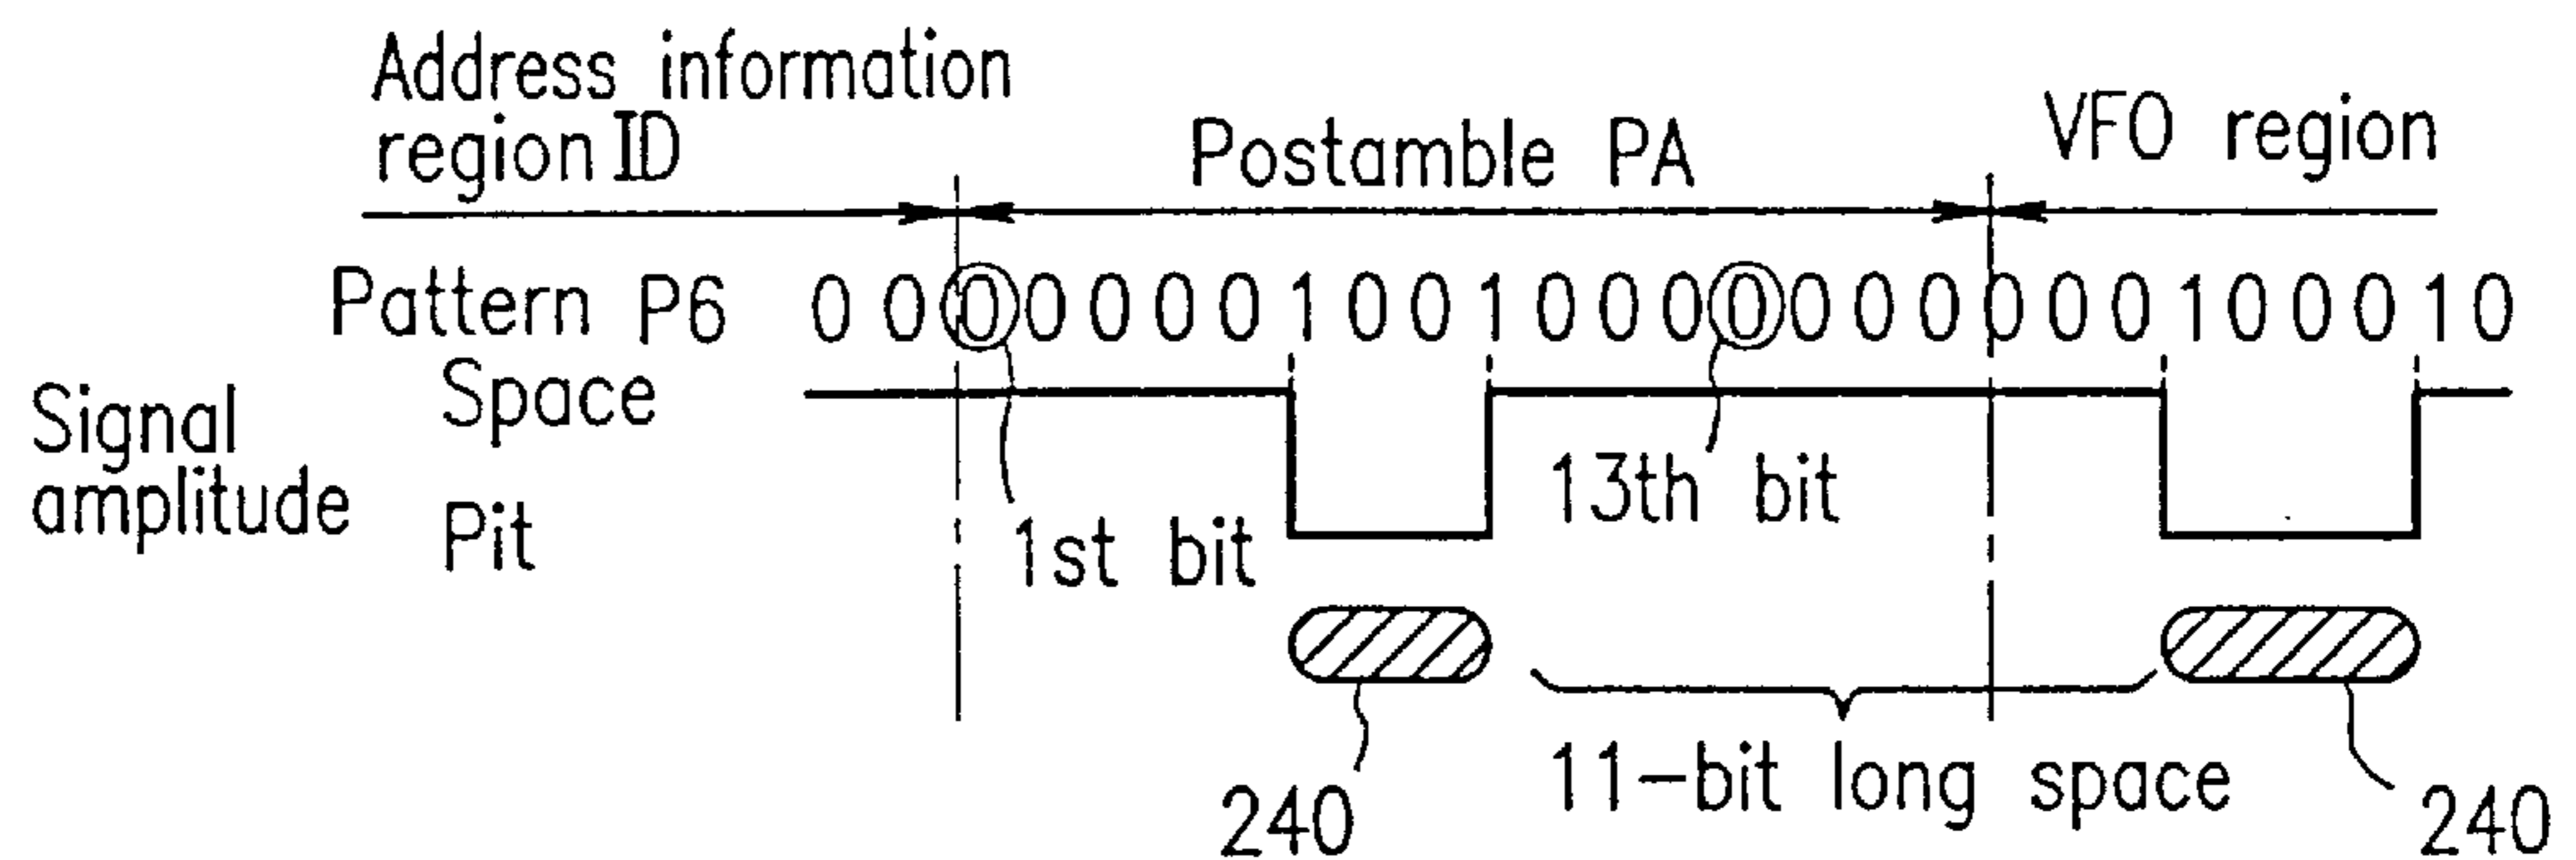 Address information
region ID
Postamble PA
VFO region
Pattern P6 0 0 0 0 0 0 0 1 0 0 1 0 0 0 0 0 0 0 0 0 0 1 0 0 0 1 0
Signal
amplitude
Space
Pit
1st bit
13th bit
11-bit long space
240
240